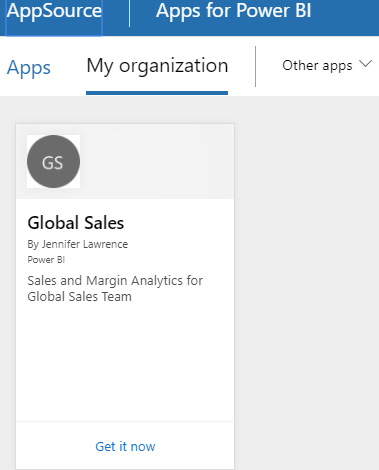 AppSource Apps for Power BI
Apps My organization Other apps
GS
Global Sales
By Jennifer Lawrence
Power BI
Sales and Margin Analytics for
Global Sales Team
Get it now